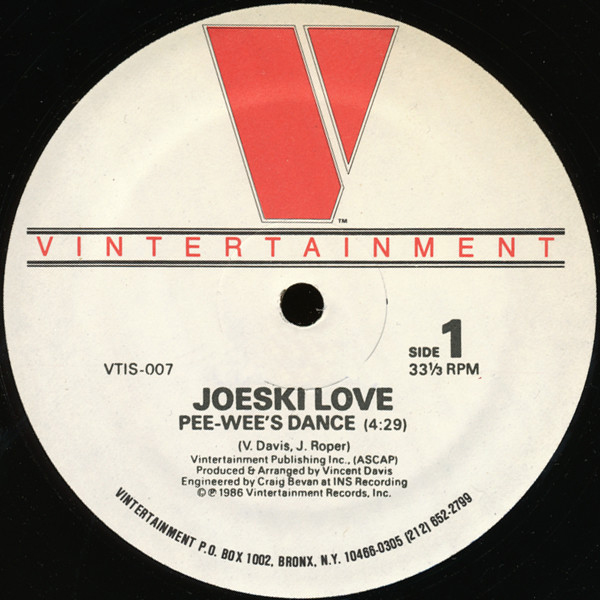 V
™
VINTERTAINMENT
VTIS-007
SIDE 1
33⅓ RPM
JOESKI LOVE
PEE-WEE'S DANCE (4:29)
(V. Davis, J. Roper)
Vintertainment Publishing Inc., (ASCAP)
Produced & Arranged by Vincent Davis
Engineered by Craig Bevan at INS Recording
© ℗ 1986 Vintertainment Records, Inc.
VINTERTAINMENT P.O. BOX 1002, BRONX, N.Y. 10466-0305 (212) 652-2799